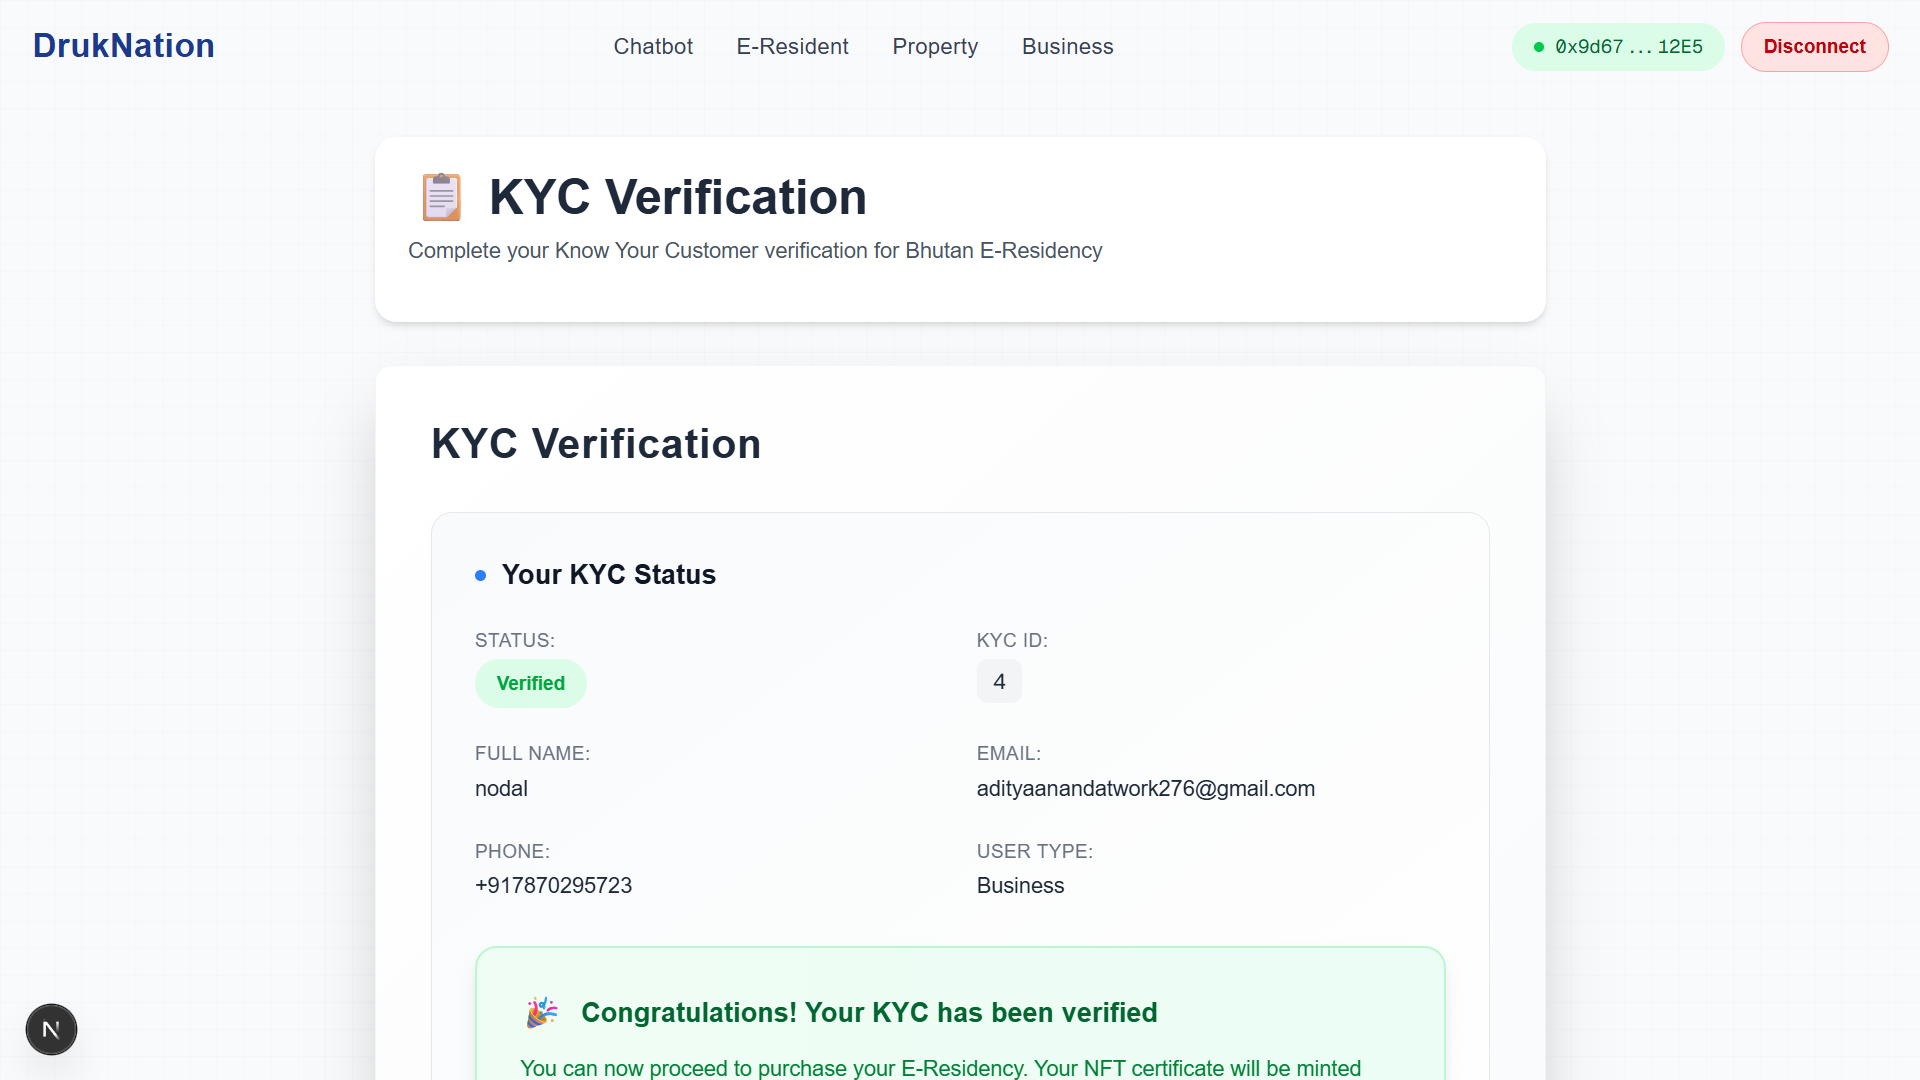 DrukNation
Chatbot
E-Resident
Property
Business
0x9d67...12E5
Disconnect
KYC Verification
Complete your Know Your Customer verification for Bhutan E-Residency
KYC Verification
Your KYC Status
STATUS:
Verified
KYC ID:
4
FULL NAME:
nodal
EMAIL:
adityaanandatwork276@gmail.com
PHONE:
+917870295723
USER TYPE:
Business
Congratulations! Your KYC has been verified
You can now proceed to purchase your E-Residency. Your NFT certificate will be minted
N